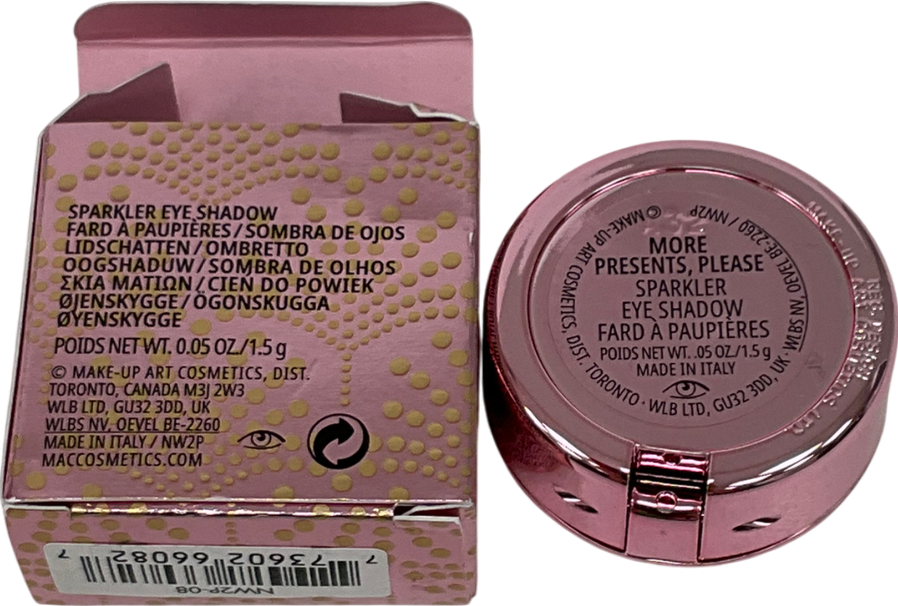 SPARKLER EYE SHADOW
FARD À PAUPIÈRES / SOMBRA DE OJOS
LIDSCHATTEN / OMBRETTO
OOGSHADUW / SOMBRA DE OLHOS
ΣΚΙΑ ΜΑΤΙΩΝ / CIEN DO POWIEK
ØJENSKYGGE / ÖGONSKUGGA
ØYENSKYGGE
POIDS NET WT. 0.05 OZ./1.5 g
© MAKE-UP ART COSMETICS, DIST.
TORONTO, CANADA M3J 2W3
WLB LTD, GU32 3DD, UK
WLBS NV, OEVEL BE-2260
MADE IN ITALY / NW2P
MACCOSMETICS.COM
7 73602 66082 7
NW2P-08
MORE
PRESENTS, PLEASE
SPARKLER
EYE SHADOW
FARD À PAUPIÈRES
POIDS NET WT. .05 OZ./1.5 g
MADE IN ITALY
© MAKE-UP ART COSMETICS, DIST. TORONTO · WLB LTD, GU32 3DD, UK · WLBS NV, OEVEL BE-2260 / NW2P